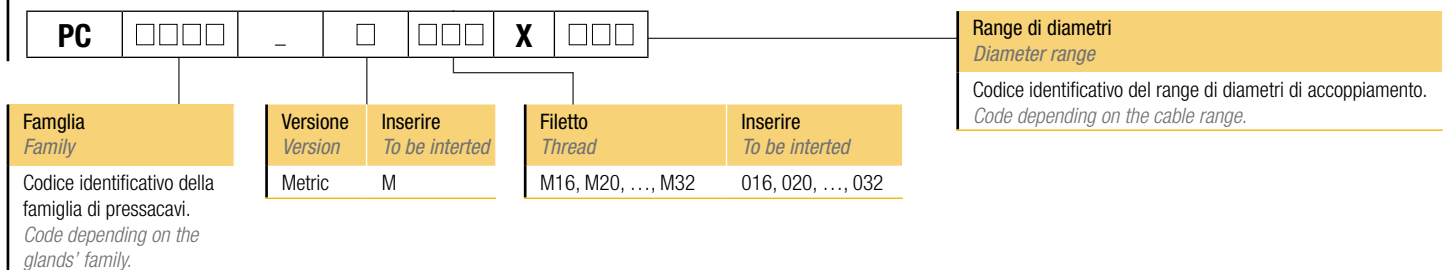 PC □□□□ _ □ □□□ X □□□
Range di diametri
Diameter range
Codice identificativo del range di diametri di accoppiamento.
Code depending on the cable range.
Famglia
Family
Codice identificativo della
famiglia di pressacavi.
Code depending on the
glands' family.
Versione Inserire
Version To be interted
Metric M
Filetto Inserire
Thread To be interted
M16, M20, …, M32 016, 020, …, 032